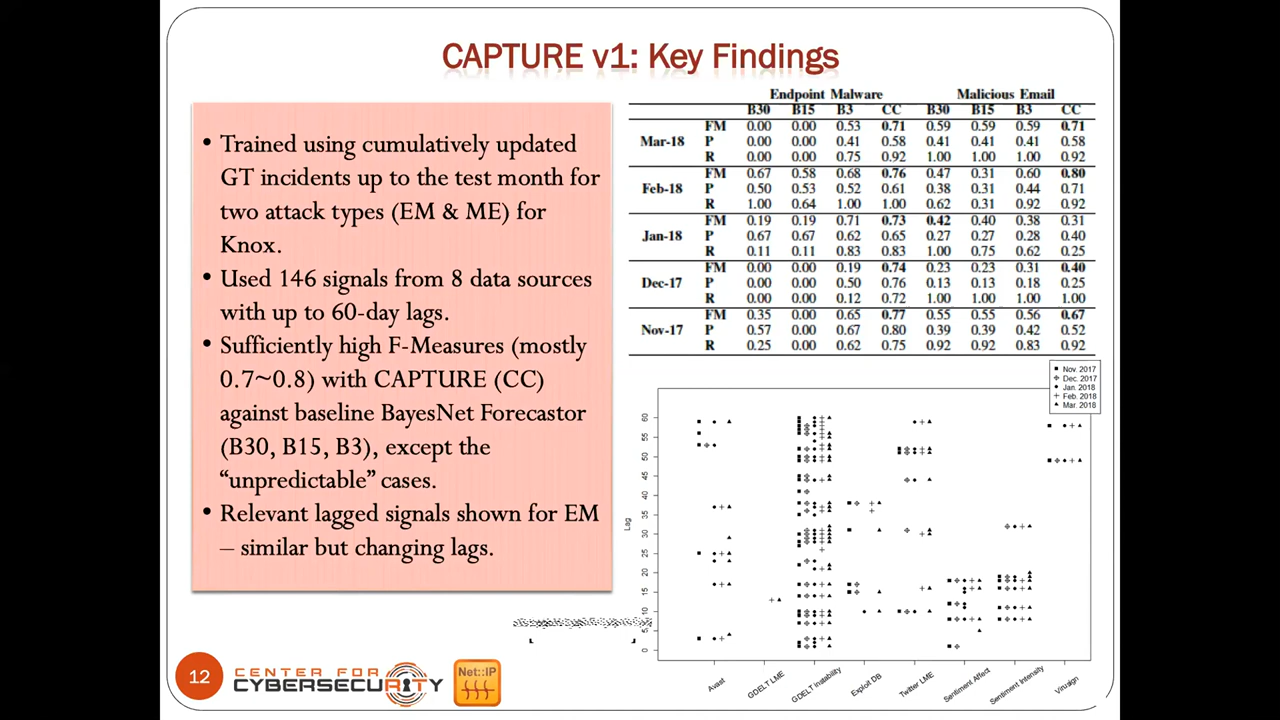 CAPTURE v1: Key Findings
• Trained using cumulatively updated
GT incidents up to the test month for
two attack types (EM & ME) for
Knox.
• Used 146 signals from 8 data sources
with up to 60-day lags.
• Sufficiently high F-Measures (mostly
0.7~0.8) with CAPTURE (CC)
against baseline BayesNet Forecastor
(B30, B15, B3), except the
“unpredictable” cases.
• Relevant lagged signals shown for EM
– similar but changing lags.
Endpoint Malware Malicious Email
B30 B15 B3 CC B30 B15 B3 CC
FM 0.00 0.00 0.53 0.71 0.59 0.59 0.59 0.71
Mar-18 P 0.00 0.00 0.41 0.58 0.41 0.41 0.41 0.58
R 0.00 0.00 0.75 0.92 1.00 1.00 1.00 0.92
FM 0.67 0.58 0.68 0.76 0.47 0.31 0.60 0.80
Feb-18 P 0.50 0.53 0.52 0.61 0.38 0.31 0.44 0.71
R 1.00 0.64 1.00 1.00 0.62 0.31 0.92 0.92
FM 0.19 0.19 0.71 0.73 0.42 0.40 0.38 0.31
Jan-18 P 0.67 0.67 0.62 0.65 0.27 0.27 0.28 0.40
R 0.11 0.11 0.83 0.83 1.00 0.75 0.62 0.25
FM 0.00 0.00 0.19 0.74 0.23 0.23 0.31 0.40
Dec-17 P 0.00 0.00 0.50 0.76 0.13 0.13 0.18 0.25
R 0.00 0.00 0.12 0.72 1.00 1.00 1.00 1.00
FM 0.35 0.00 0.65 0.77 0.55 0.55 0.56 0.67
Nov-17 P 0.57 0.00 0.67 0.80 0.39 0.39 0.42 0.52
R 0.25 0.00 0.62 0.75 0.92 0.92 0.83 0.92
Nov. 2017
Dec. 2017
Jan. 2018
Feb. 2018
Mar. 2018
60
55
50
45
40
35
30
25
20
15
10
5
0
Lag
Avast
GDELT LME
GDELT Instability
Exploit DB
Twitter LME
Sentiment Affect
Sentiment Intensity
Virusign
12
CENTER FOR
CYBERSECURITY
Net::IP